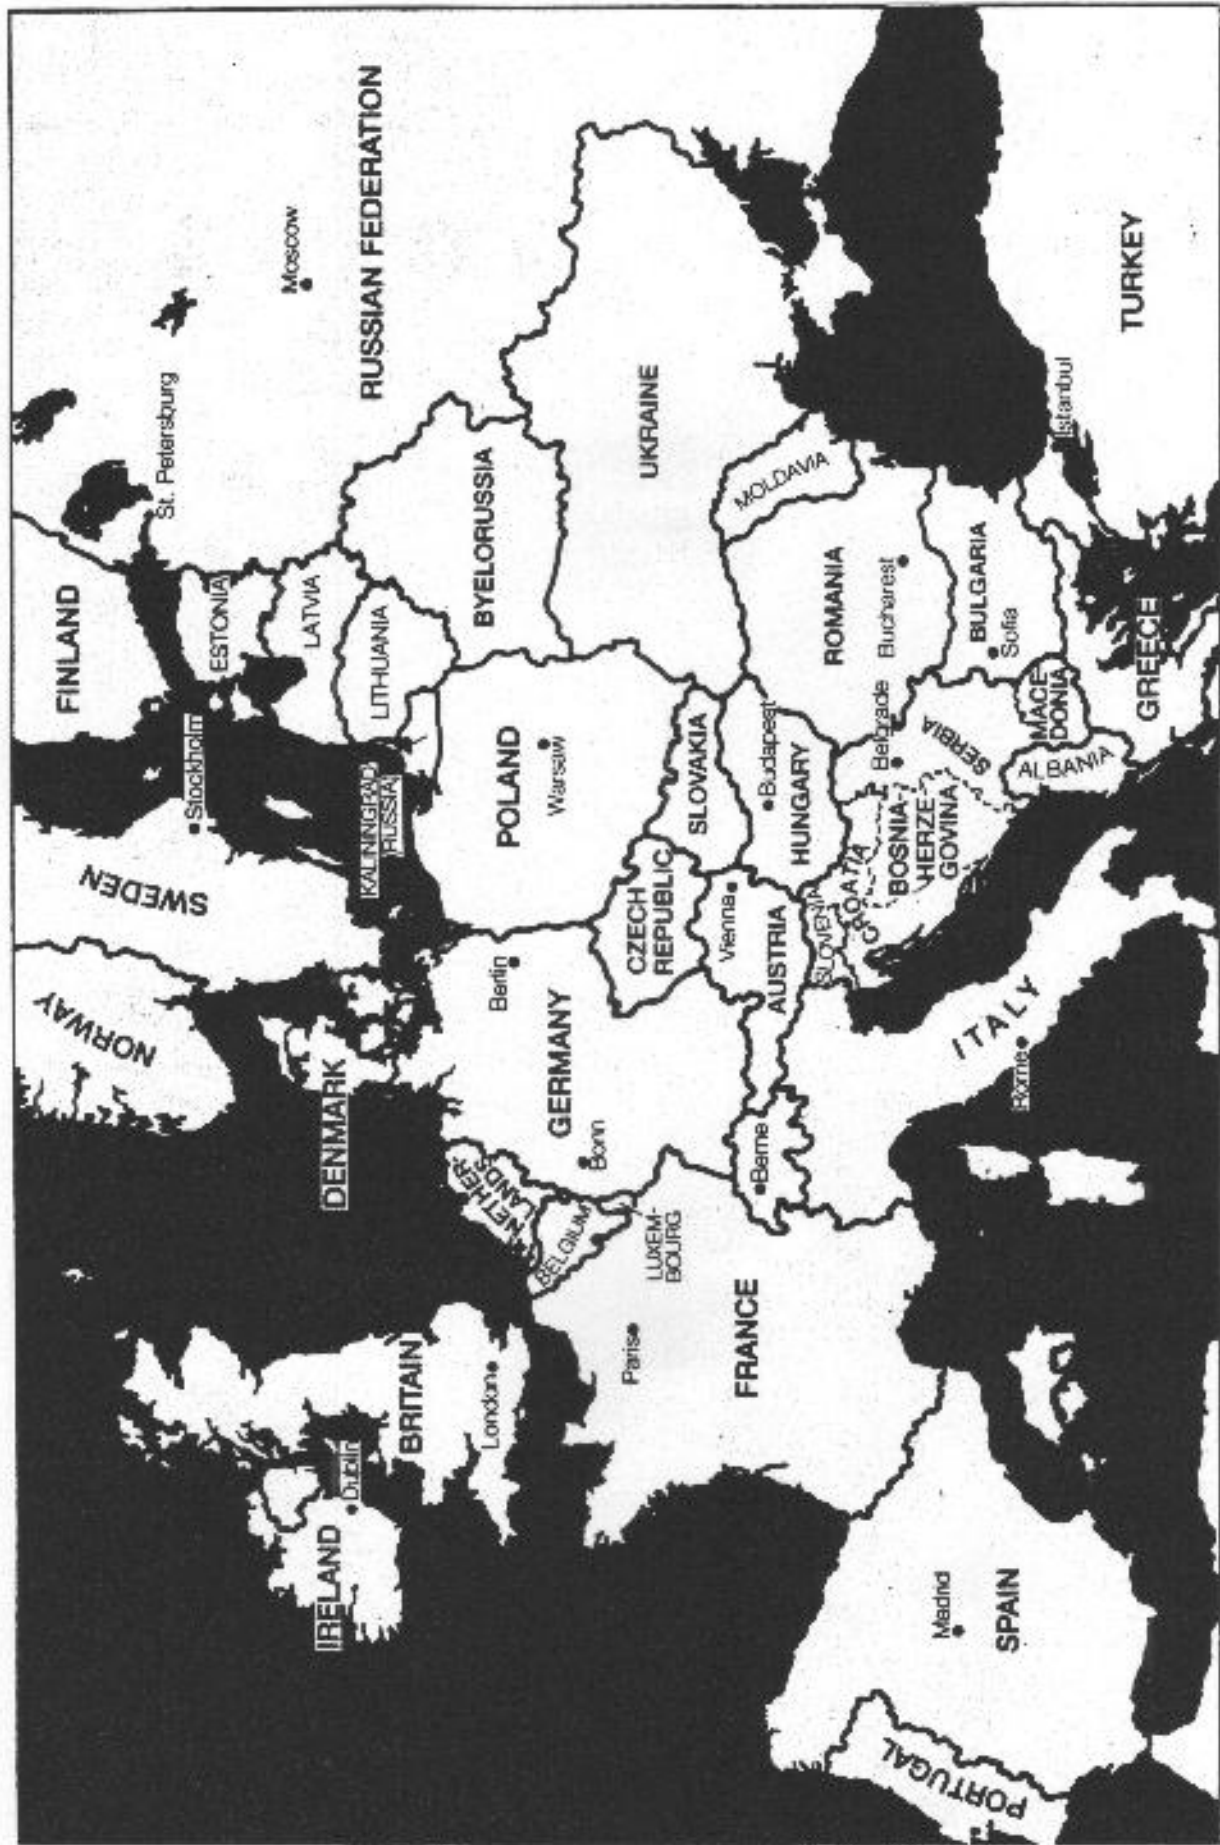 NORWAY
SWEDEN
FINLAND
Stockholm
St. Petersburg
ESTONIA
Moscow
LATVIA
RUSSIAN FEDERATION
LITHUANIA
KALININGRAD
(RUSSIA)
DENMARK
IRELAND
Dublin
BRITAIN
London
NETHER-
LANDS
BELGIUM
LUXEM-
BOURG
Berlin
GERMANY
Bonn
POLAND
Warsaw
BYELORUSSIA
UKRAINE
CZECH
REPUBLIC
SLOVAKIA
Paris
FRANCE
Berne
Vienna
AUSTRIA
Budapest
HUNGARY
MOLDAVIA
ROMANIA
Bucharest
SLOVENIA
CROATIA
BOSNIA
HERZE-
GOVINA
Belgrade
SERBIA
BULGARIA
Sofia
MACE-
DONIA
ALBANIA
ITALY
Rome
GREECE
Istanbul
TURKEY
Madrid
SPAIN
PORTUGAL